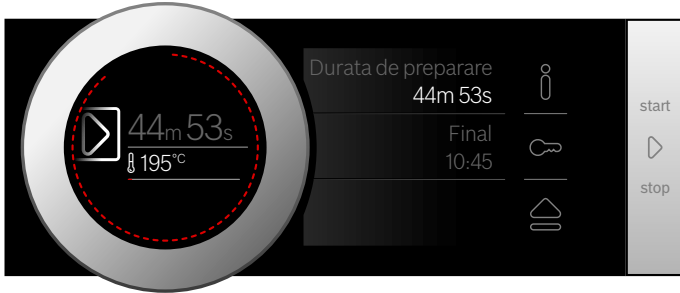 44m 53s
195°C
Durata de preparare
44m 53s
Final
10:45
start
stop